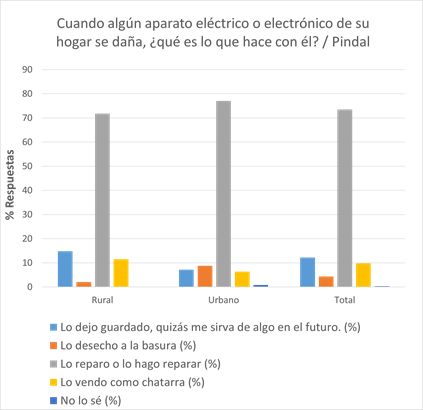 Cuando algún aparato eléctrico o electrónico de su
hogar se daña, ¿qué es lo que hace con él? / Pindal
% Respuestas
90
80
70
60
50
40
30
20
10
0
Rural
Urbano
Total
Lo dejo guardado, quizás me sirva de algo en el futuro. (%)
Lo desecho a la basura (%)
Lo reparo o lo hago reparar (%)
Lo vendo como chatarra (%)
No lo sé (%)